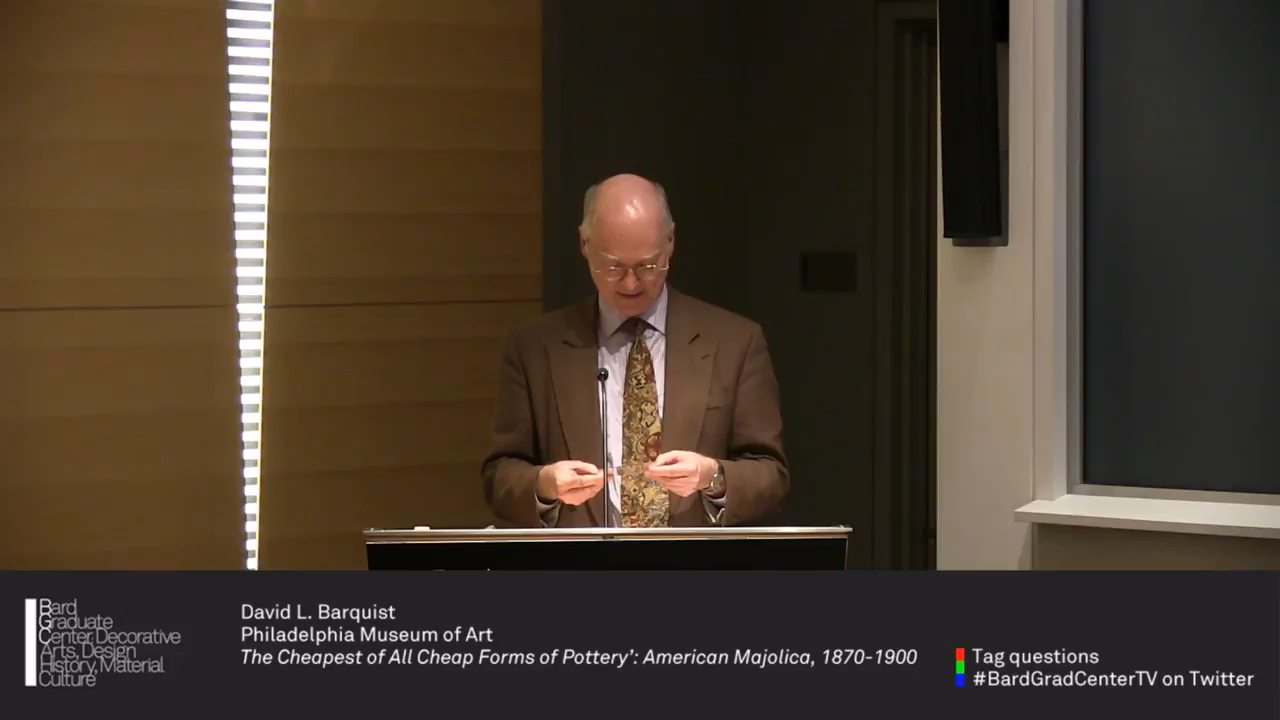 Bard
Graduate
Center Decorative
Arts, Design
History, Material
Culture
David L. Barquist
Philadelphia Museum of Art
The Cheapest of All Cheap Forms of Pottery': American Majolica, 1870-1900
Tag questions
#BardGradCenterTV on Twitter